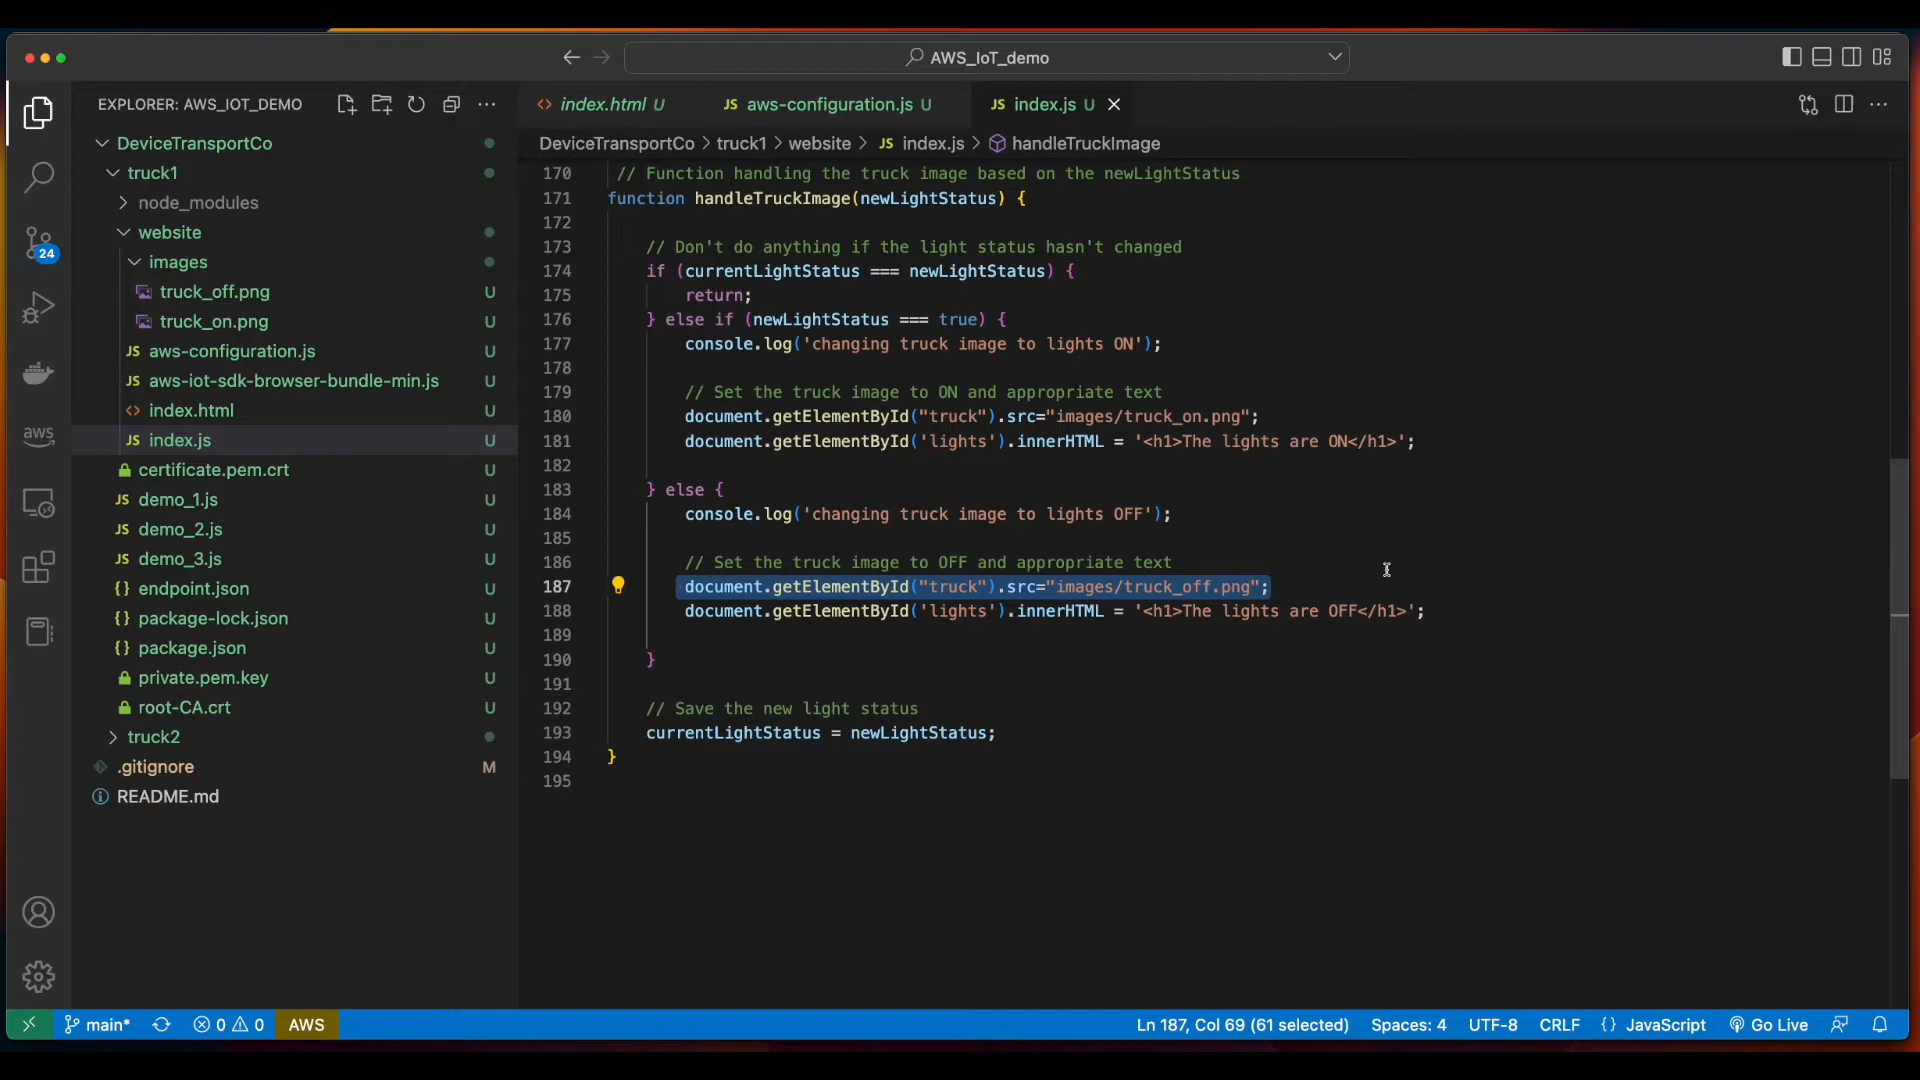 AWS_IoT_demo
EXPLORER: AWS_IOT_DEMO
index.html U
JS aws-configuration.js U
JS index.js U
DeviceTransportCo > truck1 > website > JS index.js > handleTruckImage
DeviceTransportCo
truck1
node_modules
website
images
truck_off.png U
truck_on.png U
JS aws-configuration.js U
JS aws-iot-sdk-browser-bundle-min.js U
index.html U
JS index.js U
certificate.pem.crt U
JS demo_1.js U
JS demo_2.js U
JS demo_3.js U
{} endpoint.json U
{} package-lock.json U
{} package.json U
private.pem.key U
root-CA.crt U
truck2
.gitignore M
README.md
24
aws
170 // Function handling the truck image based on the newLightStatus
171 function handleTruckImage(newLightStatus) {
172
173 // Don't do anything if the light status hasn't changed
174 if (currentLightStatus === newLightStatus) {
175 return;
176 } else if (newLightStatus === true) {
177 console.log('changing truck image to lights ON');
178
179 // Set the truck image to ON and appropriate text
180 document.getElementById("truck").src="images/truck_on.png";
181 document.getElementById('lights').innerHTML = '<h1>The lights are ON</h1>';
182
183 } else {
184 console.log('changing truck image to lights OFF');
185
186 // Set the truck image to OFF and appropriate text
187 document.getElementById("truck").src="images/truck_off.png";
188 document.getElementById('lights').innerHTML = '<h1>The lights are OFF</h1>';
189
190 }
191
192 // Save the new light status
193 currentLightStatus = newLightStatus;
194 }
195
main* 0 0 AWS Ln 187, Col 69 (61 selected) Spaces: 4 UTF-8 CRLF {} JavaScript Go Live